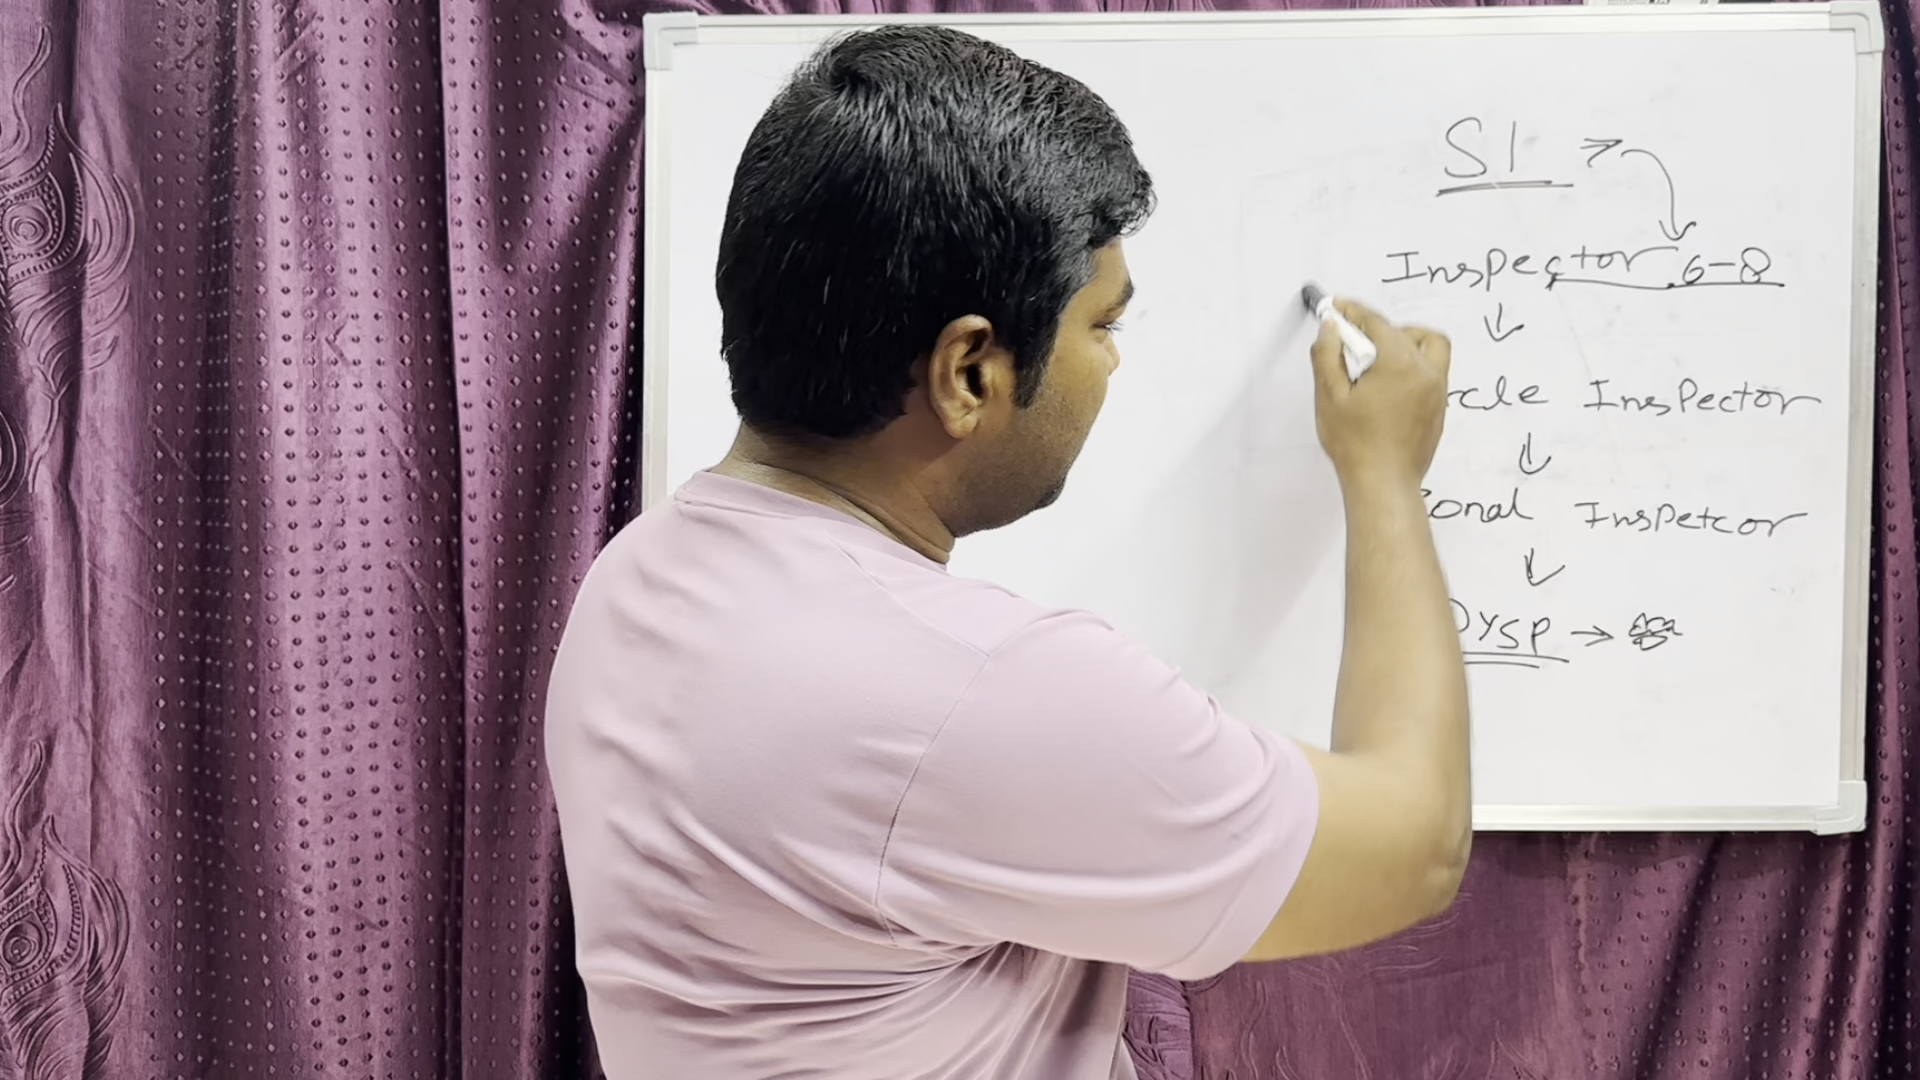 SI →
Inspector 6-8
↓
rcle Inspector
↓
onal Inspetcor
↓
DYSP →